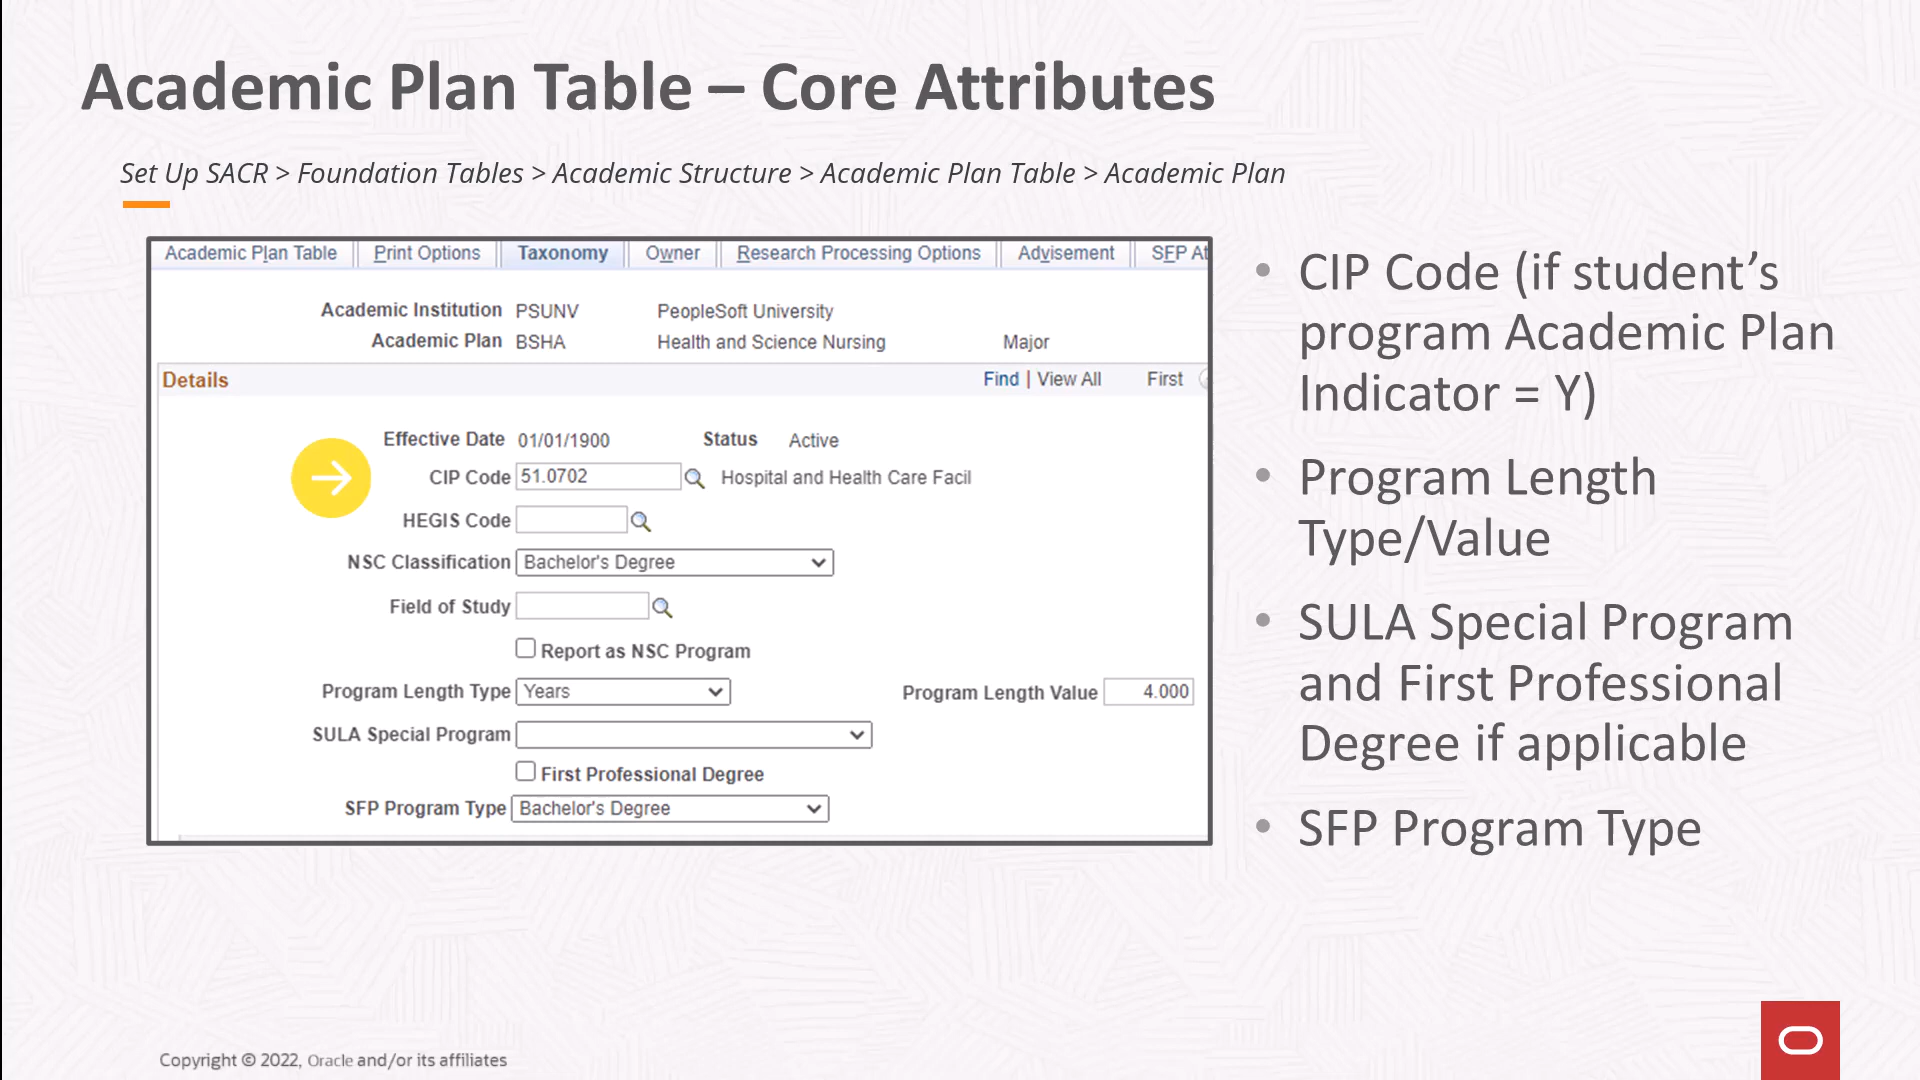 Academic Plan Table – Core Attributes
Set Up SACR > Foundation Tables > Academic Structure > Academic Plan Table > Academic Plan
Academic Plan Table Print Options Taxonomy Owner Research Processing Options Advisement SFP At
Academic Institution PSUNV PeopleSoft University
Academic Plan BSHA Health and Science Nursing Major
Details Find | View All First
Effective Date 01/01/1900 Status Active
CIP Code 51.0702 Hospital and Health Care Facil
HEGIS Code
NSC Classification Bachelor's Degree
Field of Study
Report as NSC Program
Program Length Type Years Program Length Value 4.000
SULA Special Program
First Professional Degree
SFP Program Type Bachelor's Degree
• CIP Code (if student’s
program Academic Plan
Indicator = Y)
• Program Length
Type/Value
• SULA Special Program
and First Professional
Degree if applicable
• SFP Program Type
Copyright © 2022, Oracle and/or its affiliates